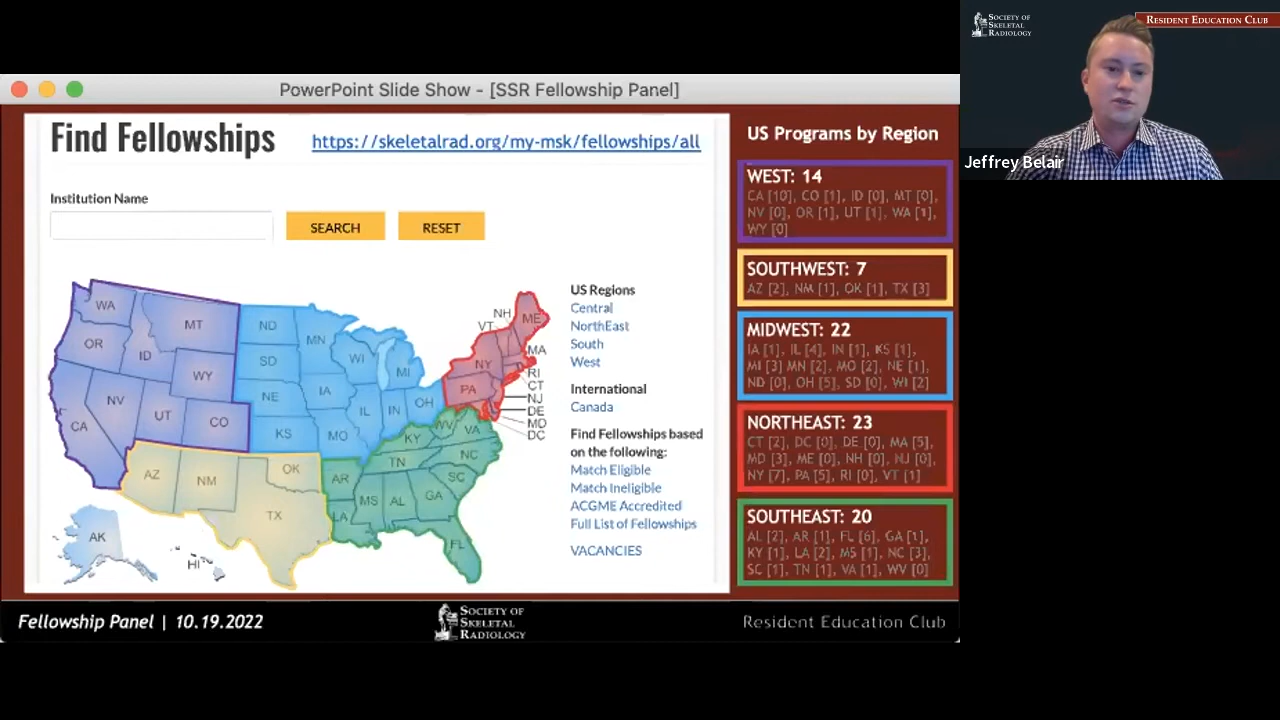 SOCIETY OF
SKELETAL
RADIOLOGY
RESIDENT EDUCATION CLUB
Jeffrey Belair
PowerPoint Slide Show - [SSR Fellowship Panel]
Find Fellowships
https://skeletalrad.org/my-msk/fellowships/all
Institution Name
SEARCH
RESET
WA
MT
ND
MN
OR
ID
SD
WI
MI
WY
NE
IA
NV
UT
CO
IL
IN
OH
CA
KS
MO
AZ
NM
OK
TX
AR
LA
MS
AL
GA
FL
SC
NC
TN
KY
WV
VA
PA
NY
VT
NH
ME
MA
RI
CT
NJ
DE
MD
DC
AK
HI
US Regions
Central
NorthEast
South
West
International
Canada
Find Fellowships based
on the following:
Match Eligible
Match Ineligible
ACGME Accredited
Full List of Fellowships
VACANCIES
US Programs by Region
WEST: 14
CA [10], CO [1], ID [0], MT [0],
NV [0], OR [1], UT [1], WA [1],
WY [0]
SOUTHWEST: 7
AZ [2], NM [1], OK [1], TX [3]
MIDWEST: 22
IA [1], IL [4], IN [1], KS [1],
MI [3] MN [2], MO [2], NE [1],
ND [0], OH [5], SD [0], WI [2]
NORTHEAST: 23
CT [2], DC [0], DE [0], MA [5],
MD [3], ME [0], NH [0], NJ [0],
NY [7], PA [5], RI [0], VT [1]
SOUTHEAST: 20
AL [2], AR [1], FL [6], GA [1],
KY [1], LA [2], MS [1], NC [3],
SC [1], TN [1], VA [1], WV [0]
Fellowship Panel | 10.19.2022
SOCIETY OF
SKELETAL
RADIOLOGY
Resident Education Club